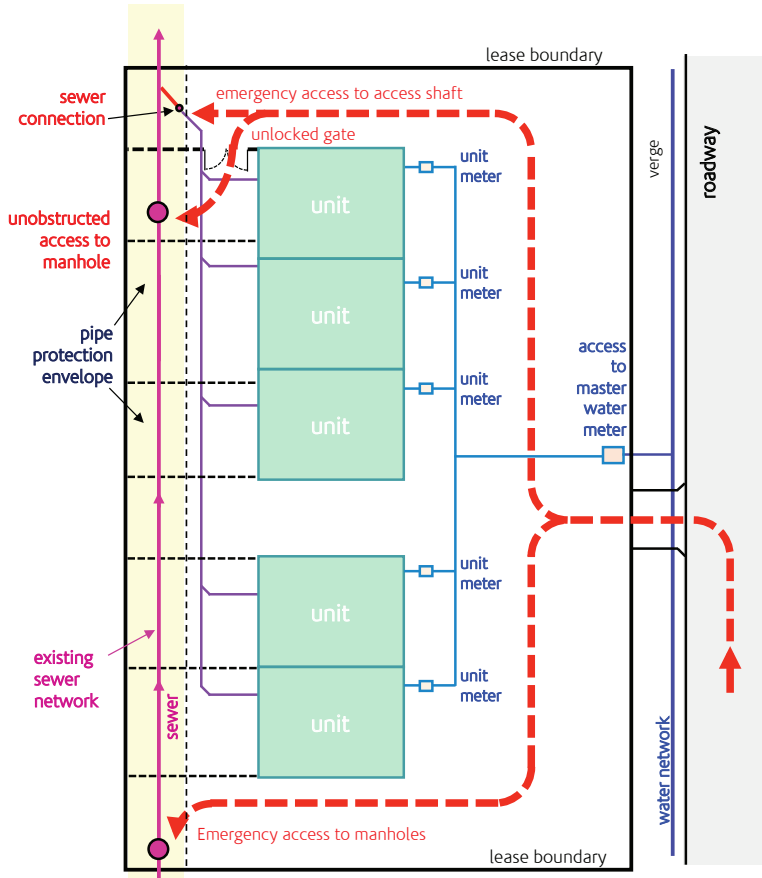 lease boundary
emergency access to access shaft
sewer
connection
unlocked gate
unit
meter
verge
roadway
unit
unobstructed
access to
manhole
unit
meter
unit
pipe
protection
envelope
access
to
master
water
meter
unit
meter
unit
unit
meter
unit
existing
sewer
network
unit
meter
sewer
unit
water network
Emergency access to manholes
lease boundary